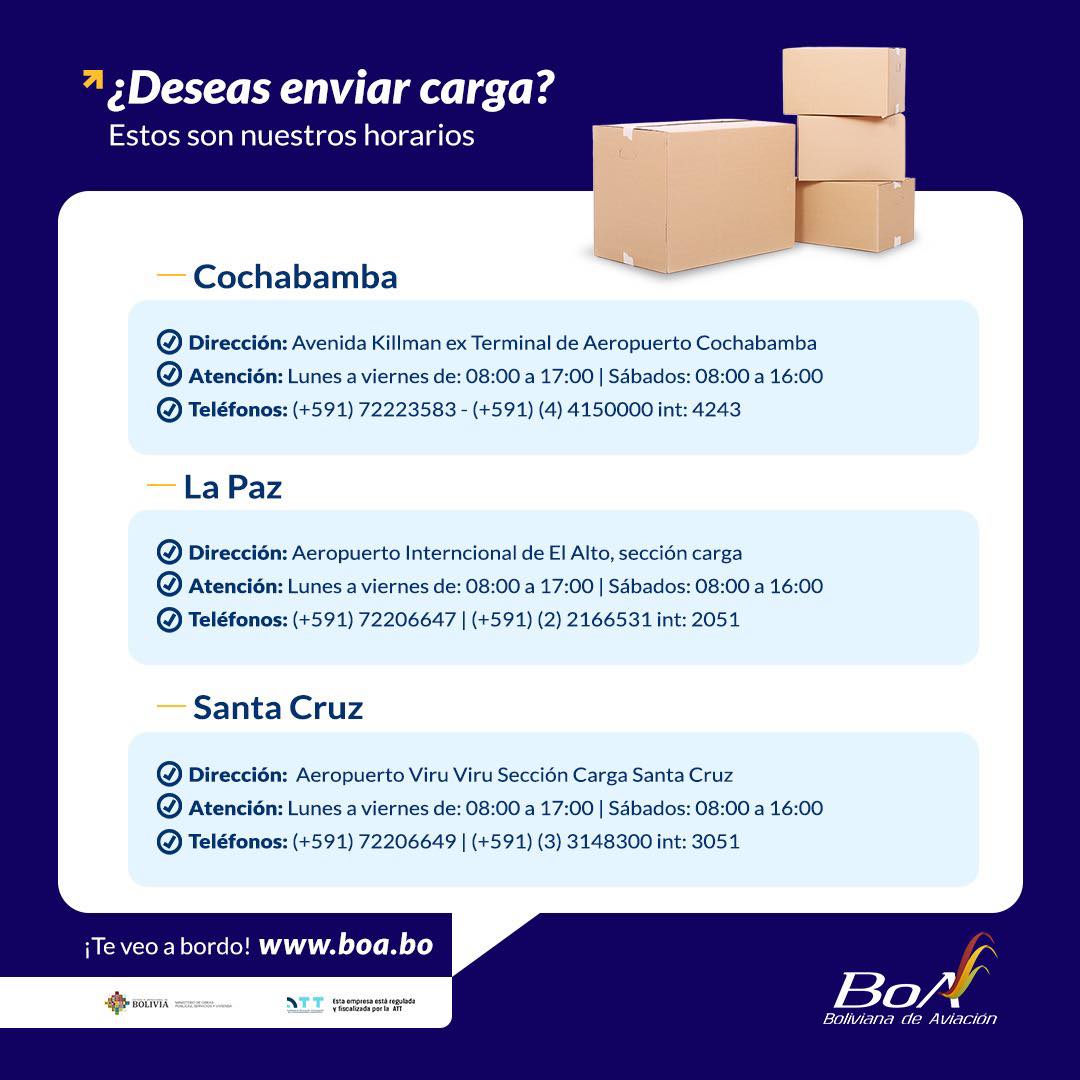 ¿Deseas enviar carga?
Estos son nuestros horarios
Cochabamba
Dirección: Avenida Killman ex Terminal de Aeropuerto Cochabamba
Atención: Lunes a viernes de: 08:00 a 17:00 | Sábados: 08:00 a 16:00
Teléfonos: (+591) 72223583 - (+591) (4) 4150000 int: 4243
La Paz
Dirección: Aeropuerto Interncional de El Alto, sección carga
Atención: Lunes a viernes de: 08:00 a 17:00 | Sábados: 08:00 a 16:00
Teléfonos: (+591) 72206647 | (+591) (2) 2166531 int: 2051
Santa Cruz
Dirección: Aeropuerto Viru Viru Sección Carga Santa Cruz
Atención: Lunes a viernes de: 08:00 a 17:00 | Sábados: 08:00 a 16:00
Teléfonos: (+591) 72206649 | (+591) (3) 3148300 int: 3051
¡Te veo a bordo! www.boa.bo
BOLIVIA
MINISTERIO DE OBRAS
PÚBLICAS, SERVICIOS Y VIVIENDA
ATT
Esta empresa está regulada
y fiscalizada por la ATT
BoA
Boliviana de Aviación